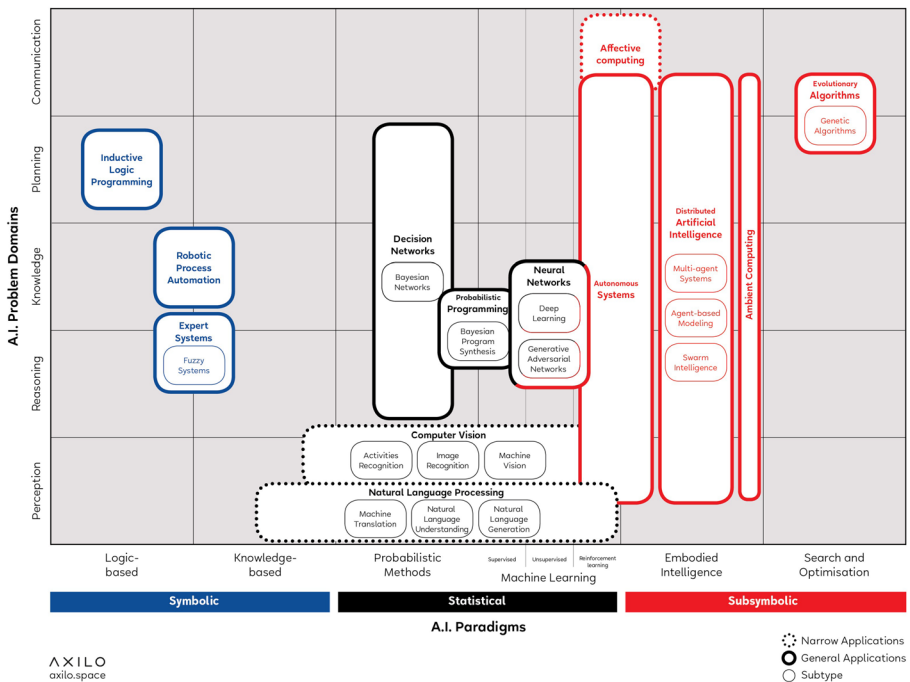 A.I. Problem Domains
Communication
Planning
Knowledge
Reasoning
Perception
Affective
computing
Evolutionary
Algorithms
Genetic
Algorithms
Inductive
Logic
Programming
Robotic
Process
Automation
Expert
Systems
Fuzzy
Systems
Decision
Networks
Bayesian
Networks
Probabilistic
Programming
Bayesian
Program
Synthesis
Neural
Networks
Deep
Learning
Generative
Adversarial
Networks
Autonomous
Systems
Distributed
Artificial
Intelligence
Multi-agent
Systems
Agent-based
Modeling
Swarm
Intelligence
Ambient Computing
Computer Vision
Activities
Recognition
Image
Recognition
Machine
Vision
Natural Language Processing
Machine
Translation
Natural
Language
Understanding
Natural
Language
Generation
Logic-
based
Knowledge-
based
Probabilistic
Methods
Supervised
Unsupervised
Reinforcement
learning
Machine Learning
Embodied
Intelligence
Search and
Optimisation
Symbolic
Statistical
Subsymbolic
A.I. Paradigms
AXILO
axilo.space
Narrow Applications
General Applications
Subtype